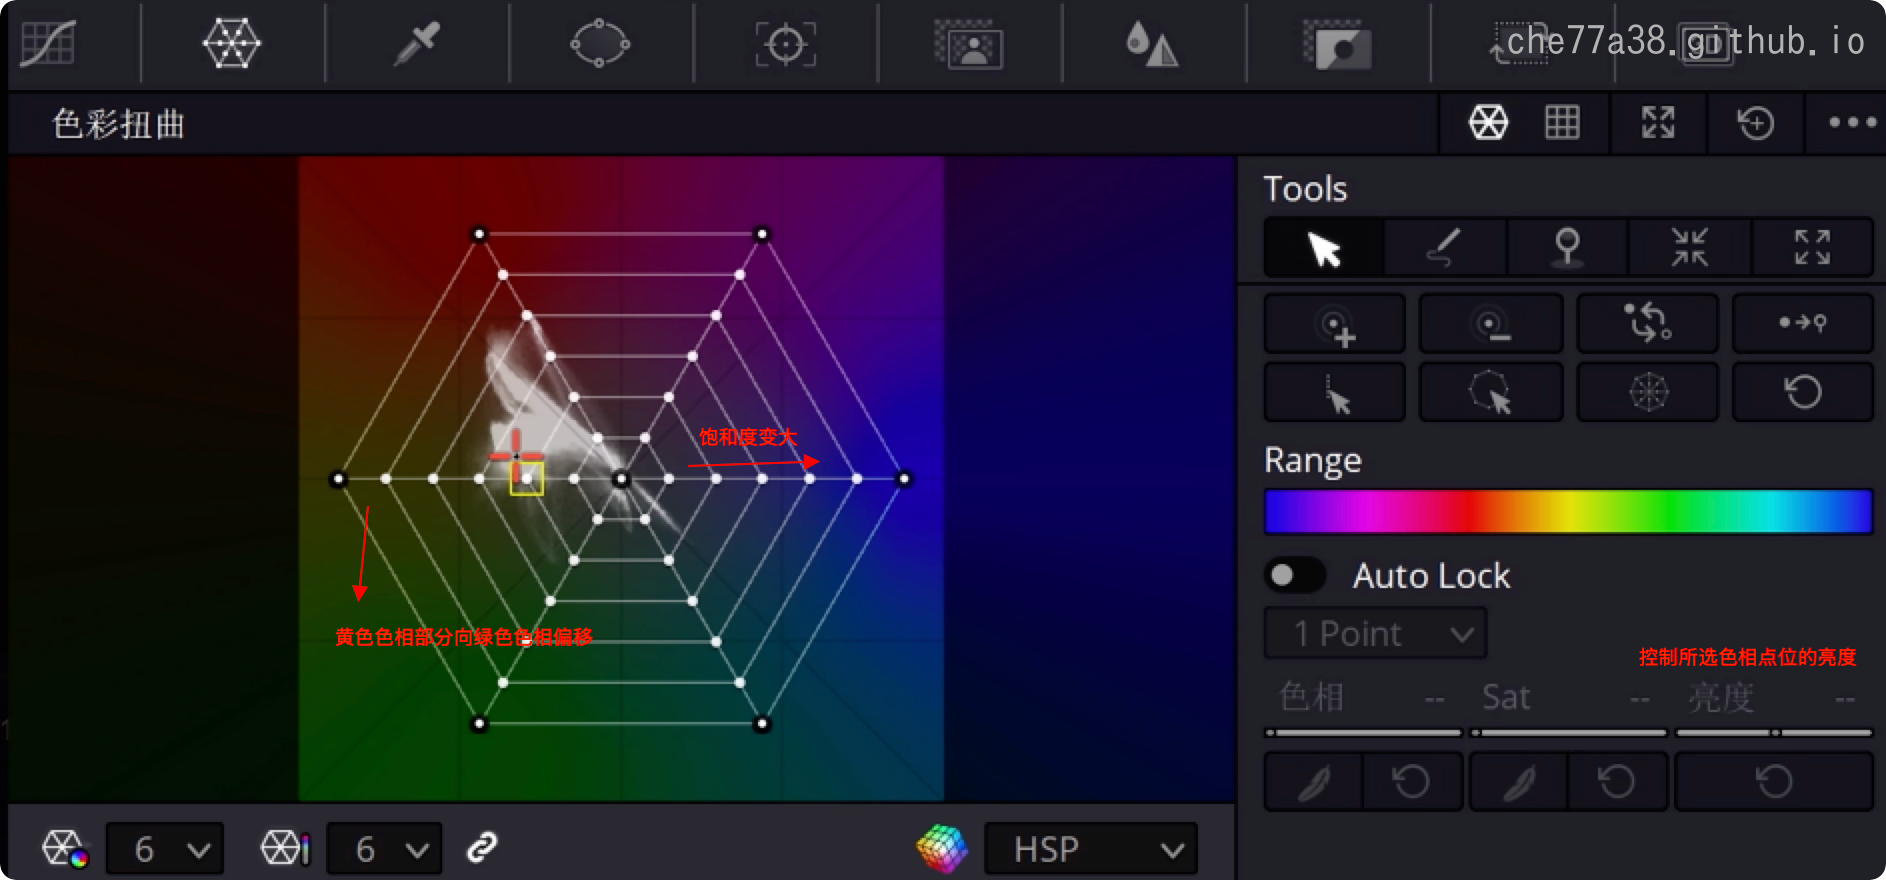 che77a38.github.io
色彩扭曲
Tools
饱和度变大
Range
Auto Lock
黄色色相部分向绿色色相偏移
1 Point
控制所选色相点位的亮度
色相 -- Sat -- 亮度 --
6 6 HSP